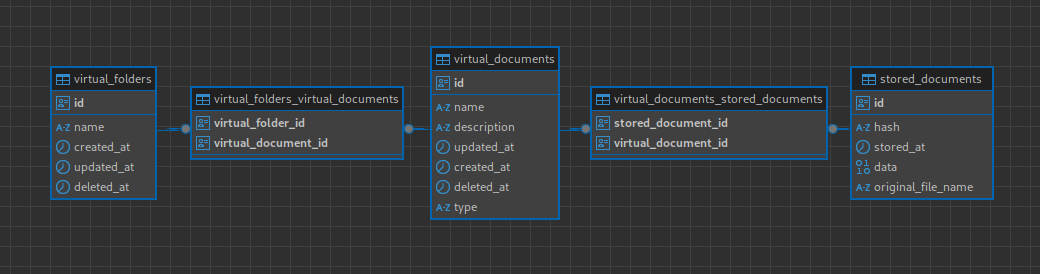 virtual_folders
id
name
created_at
updated_at
deleted_at
virtual_folders_virtual_documents
virtual_folder_id
virtual_document_id
virtual_documents
id
name
description
updated_at
created_at
deleted_at
type
virtual_documents_stored_documents
stored_document_id
virtual_document_id
stored_documents
id
hash
stored_at
data
original_file_name